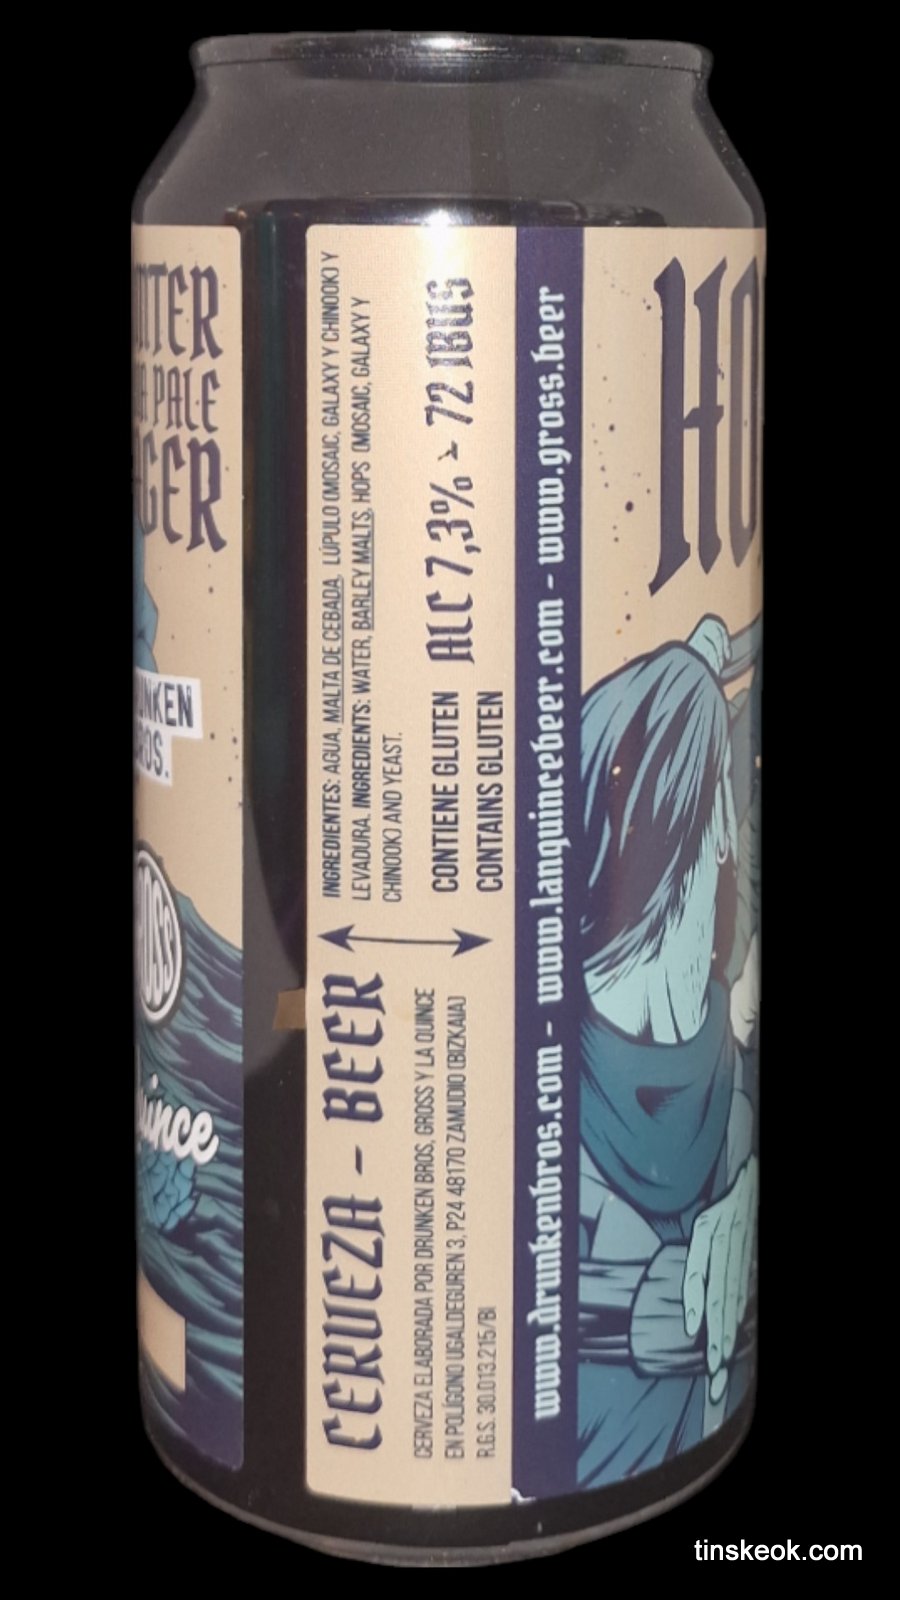 PALE
DRUNKEN
BROS.
CERVEZA - BEER
CERVEZA ELABORADA POR DRUNKEN BROS, GROSS Y LA QUINCE
EN POLÍGONO UGALDEGUREN 3, P24 48170 ZAMUDIO (BIZKAIA)
R.G.S. 30.013.215/BI
INGREDIENTES: AGUA, MALTA DE CEBADA, LÚPULO (MOSAIC, GALAXY Y CHINOOK) Y
LEVADURA. INGREDIENTS: WATER, BARLEY MALTS, HOPS (MOSAIC, GALAXY Y
CHINOOK) AND YEAST.
CONTIENE GLUTEN
CONTAINS GLUTEN
ALC 7,3% - 72 IBUS
www.drunkenbros.com - www.lanquincebeer.com - www.gross.beer
tinskeok.com